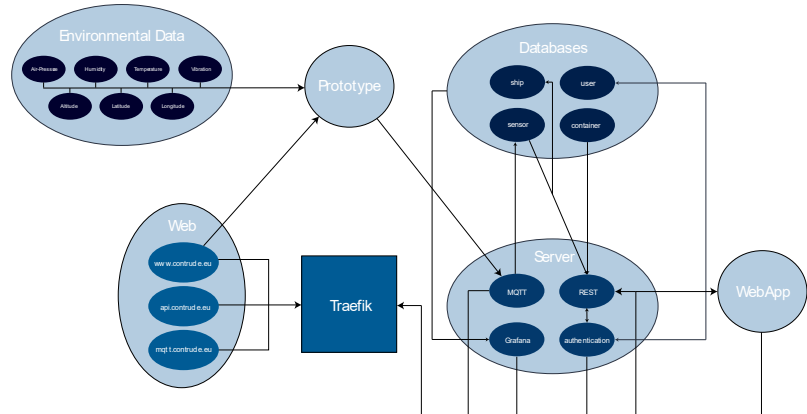 Environmental Data
Air-Pressue
Humidity
Temperature
Vibration
Altitude
Latitude
Longitude
Prototype
Databases
ship
user
sensor
container
Web
www.contrude.eu
api.contrude.eu
mqtt.contrude.eu
Traefik
Server
MQTT
REST
Grafana
authentication
WebApp